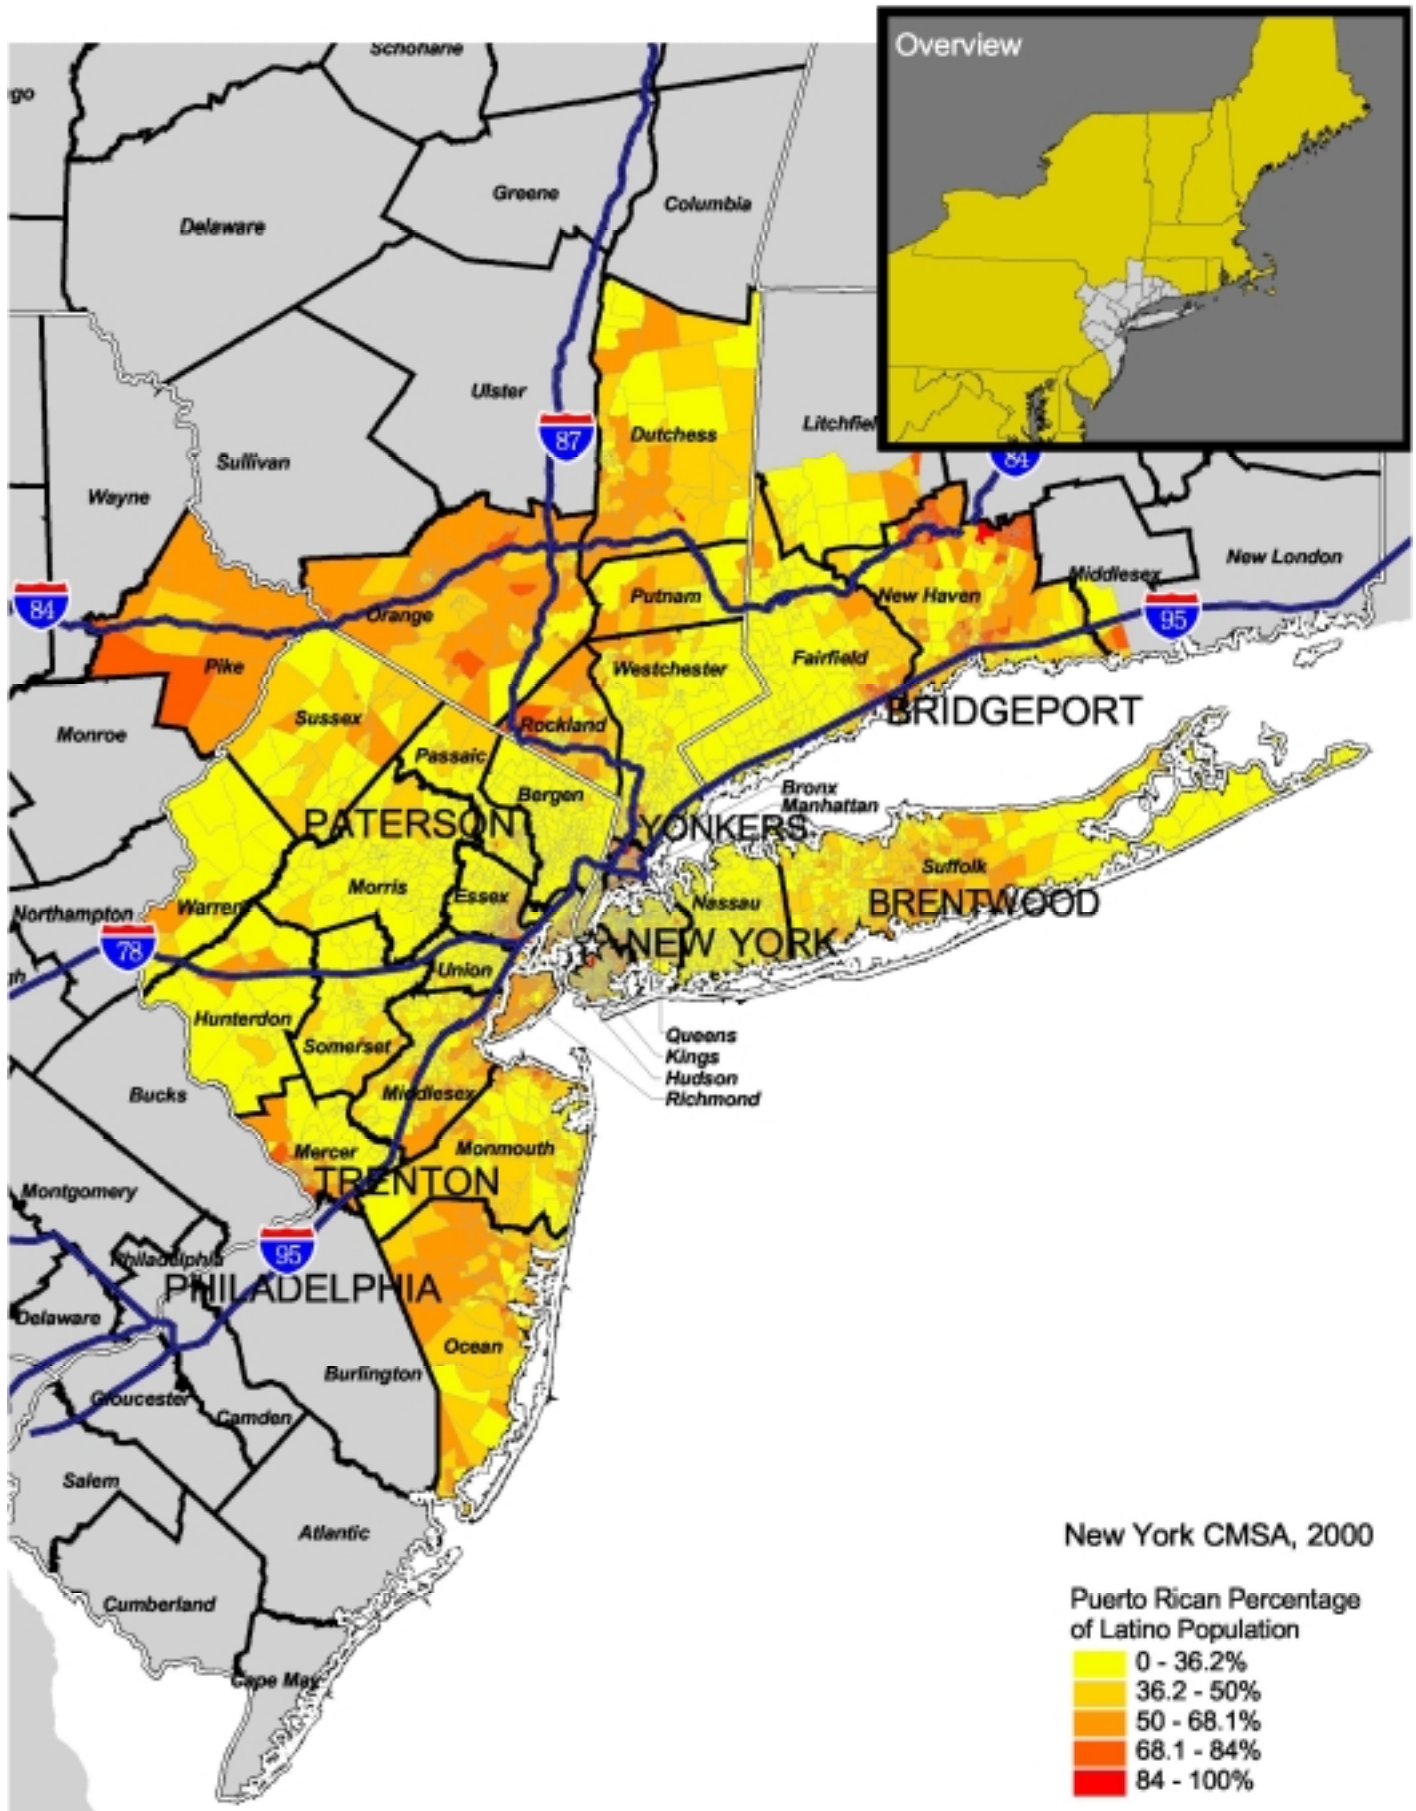 Schoharie
Overview
go
Greene
Columbia
Delaware
Ulster
87
Dutchess
Litchfiel
Sullivan
84
Wayne
New London
Middlesex
84
Putnam
New Haven
95
Orange
Pike
Westchester
Fairfield
Sussex
Rockland
BRIDGEPORT
Monroe
Passaic
Bergen
Bronx
Manhattan
PATERSON
YONKERS
Suffolk
Morris
Essex
Nassau
BRENTWOOD
Warren
Northampton
78
NEW YORK
Union
gh
Hunterdon
Somerset
Queens
Kings
Hudson
Richmond
Bucks
Middlesex
Mercer
Monmouth
TRENTON
Montgomery
95
Philadelphia
PHILADELPHIA
Delaware
Ocean
Burlington
Gloucester
Camden
Salem
Atlantic
Cumberland
Cape May
New York CMSA, 2000
Puerto Rican Percentage
of Latino Population
0 - 36.2%
36.2 - 50%
50 - 68.1%
68.1 - 84%
84 - 100%